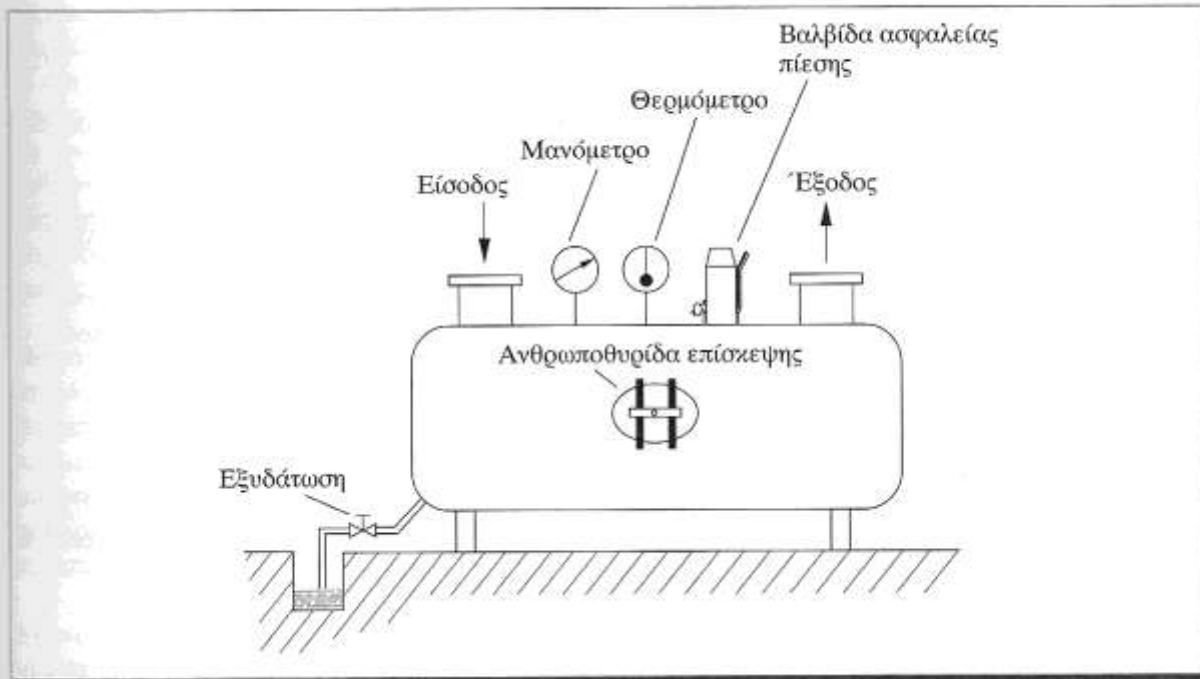 Βαλβίδα ασφαλείας
πίεσης
Θερμόμετρο
Μανόμετρο
Είσοδος
Έξοδος
Ανθρωποθυρίδα επίσκεψης
Εξυδάτωση